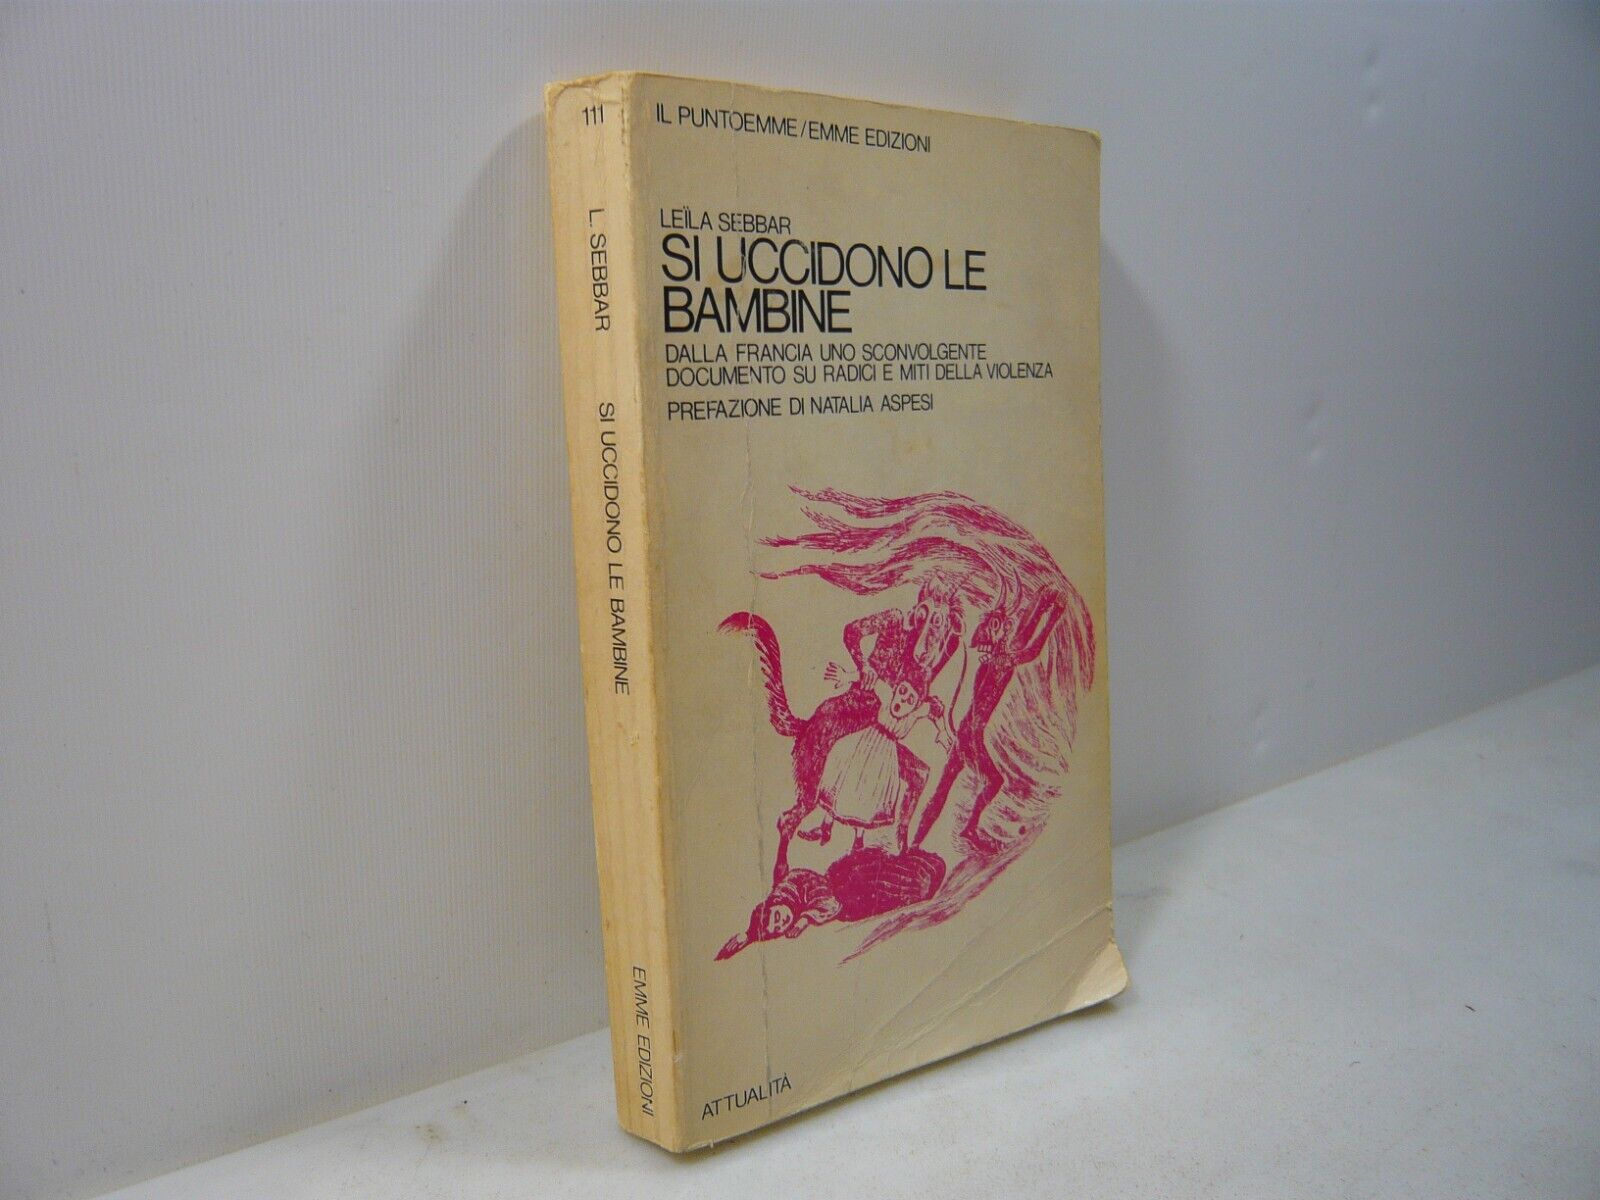 111
L. SEBBAR
SI UCCIDONO LE BAMBINE
EMME EDIZIONI
IL PUNTOEMME/EMME EDIZIONI
LEÏLA SEBBAR
SI UCCIDONO LE
BAMBINE
DALLA FRANCIA UNO SCONVOLGENTE
DOCUMENTO SU RADICI E MITI DELLA VIOLENZA
PREFAZIONE DI NATALIA ASPESI
ATTUALITÀ